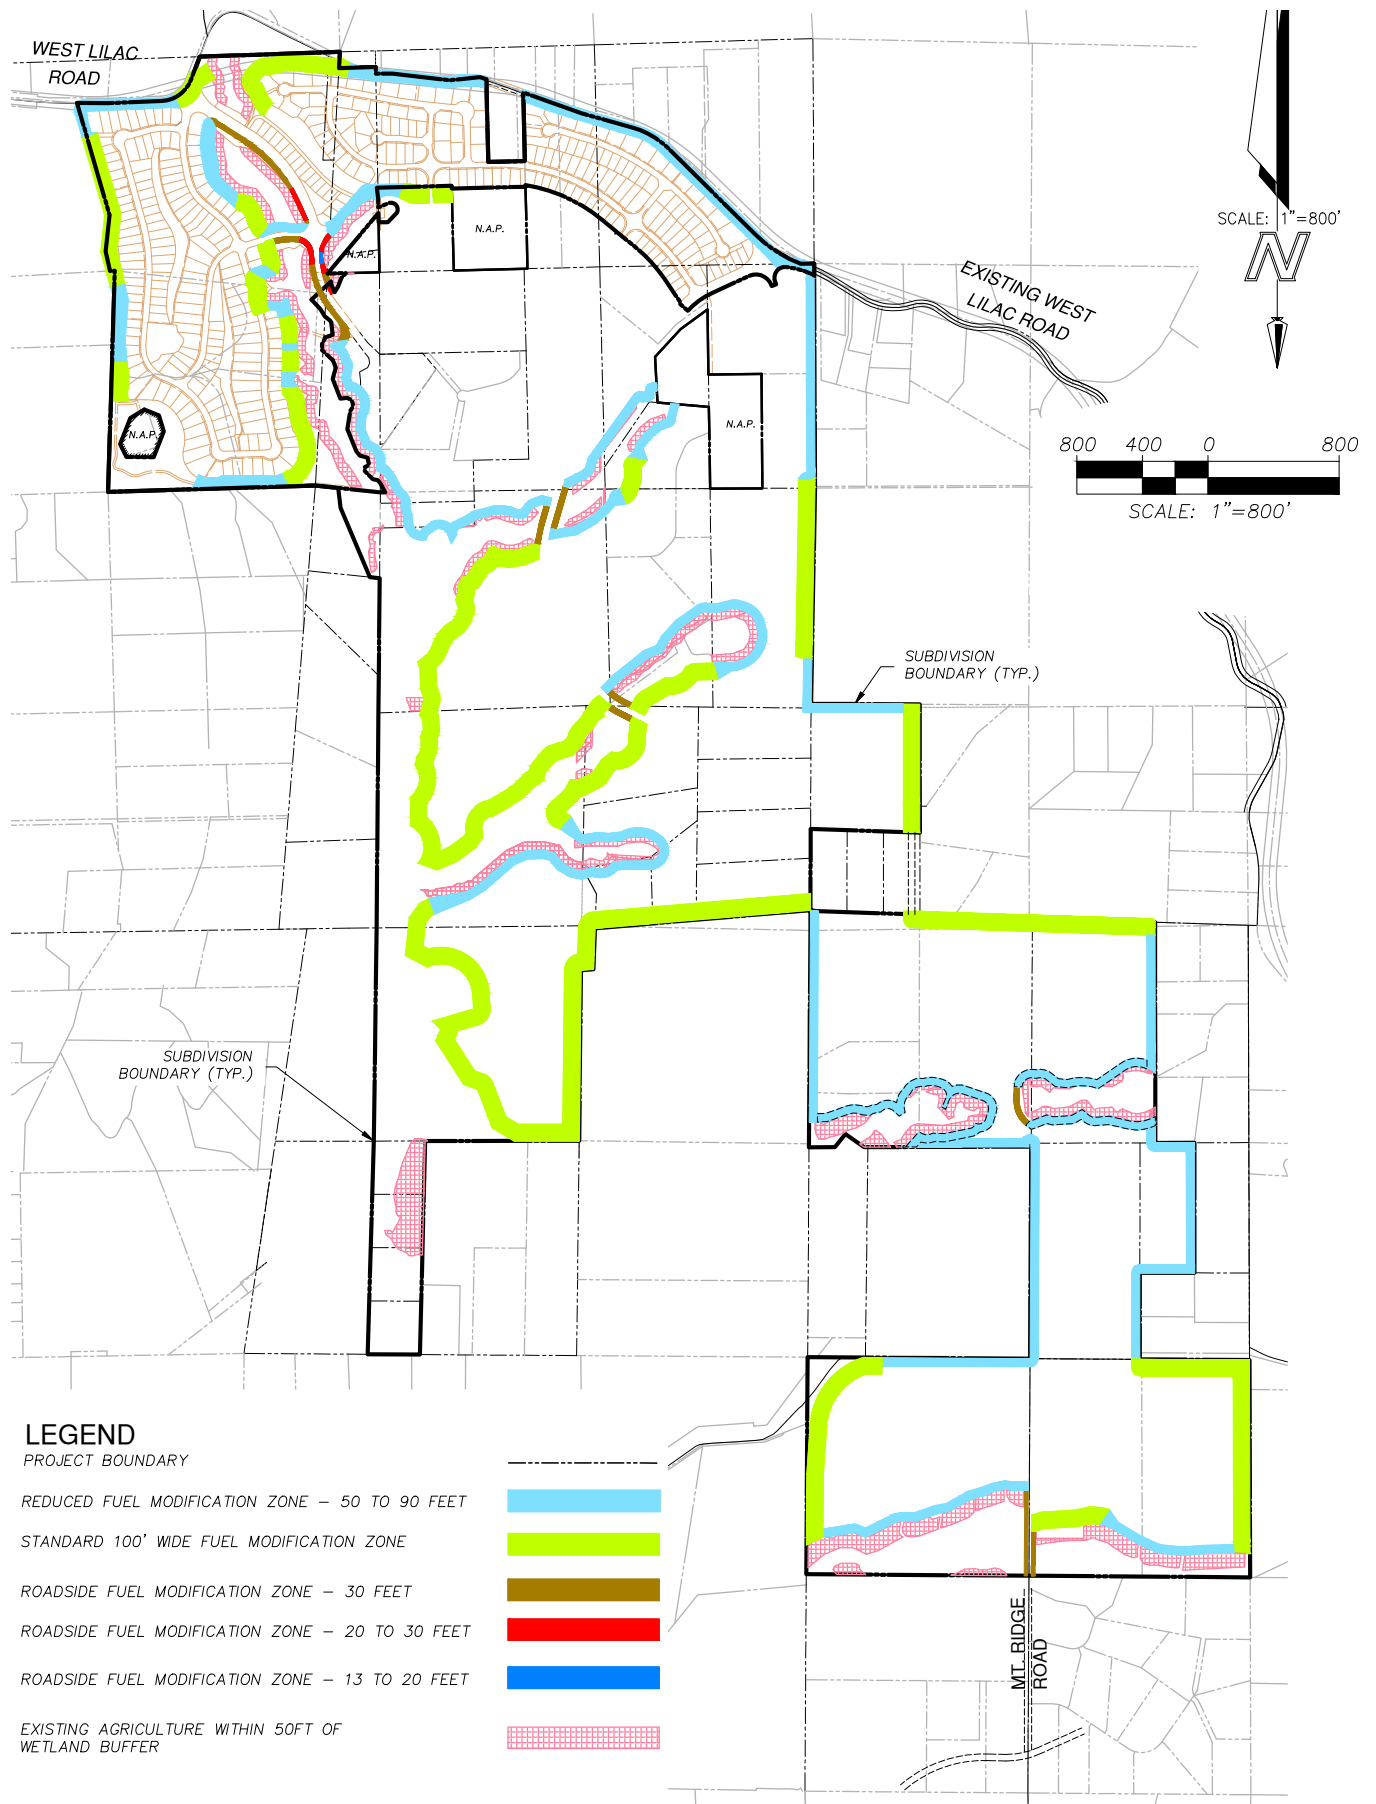 WEST LILAC
ROAD
SCALE: 1"=800'
N
EXISTING WEST
LILAC ROAD
N.A.P.
N.A.P.
N.A.P.
N.A.P.
800 400 0 800
SCALE: 1"=800'
SUBDIVISION
BOUNDARY (TYP.)
SUBDIVISION
BOUNDARY (TYP.)
LEGEND
PROJECT BOUNDARY
REDUCED FUEL MODIFICATION ZONE – 50 TO 90 FEET
STANDARD 100' WIDE FUEL MODIFICATION ZONE
ROADSIDE FUEL MODIFICATION ZONE – 30 FEET
ROADSIDE FUEL MODIFICATION ZONE – 20 TO 30 FEET
ROADSIDE FUEL MODIFICATION ZONE – 13 TO 20 FEET
EXISTING AGRICULTURE WITHIN 50FT OF
WETLAND BUFFER
MT. RIDGE
ROAD